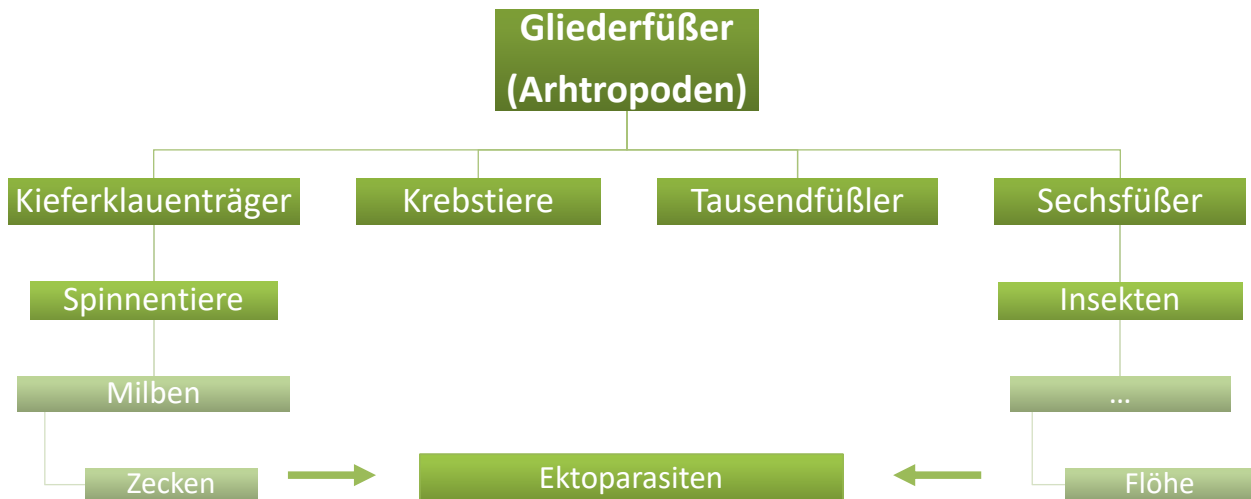 Gliederfüßer
(Arhtropoden)
Kieferklauenträger
Krebstiere
Tausendfüßler
Sechsfüßer
Spinnentiere
Insekten
Milben
...
Zecken
Ektoparasiten
Flöhe